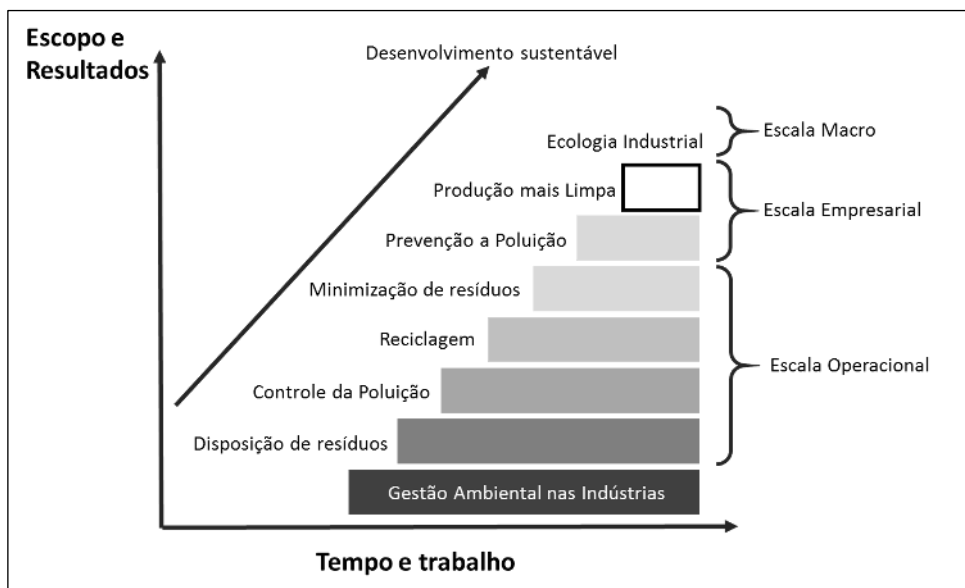 Escopo e
Resultados
Desenvolvimento sustentável
Ecologia Industrial
Escala Macro
Produção mais Limpa
Escala Empresarial
Prevenção a Poluição
Minimização de resíduos
Reciclagem
Escala Operacional
Controle da Poluição
Disposição de resíduos
Gestão Ambiental nas Indústrias
Tempo e trabalho